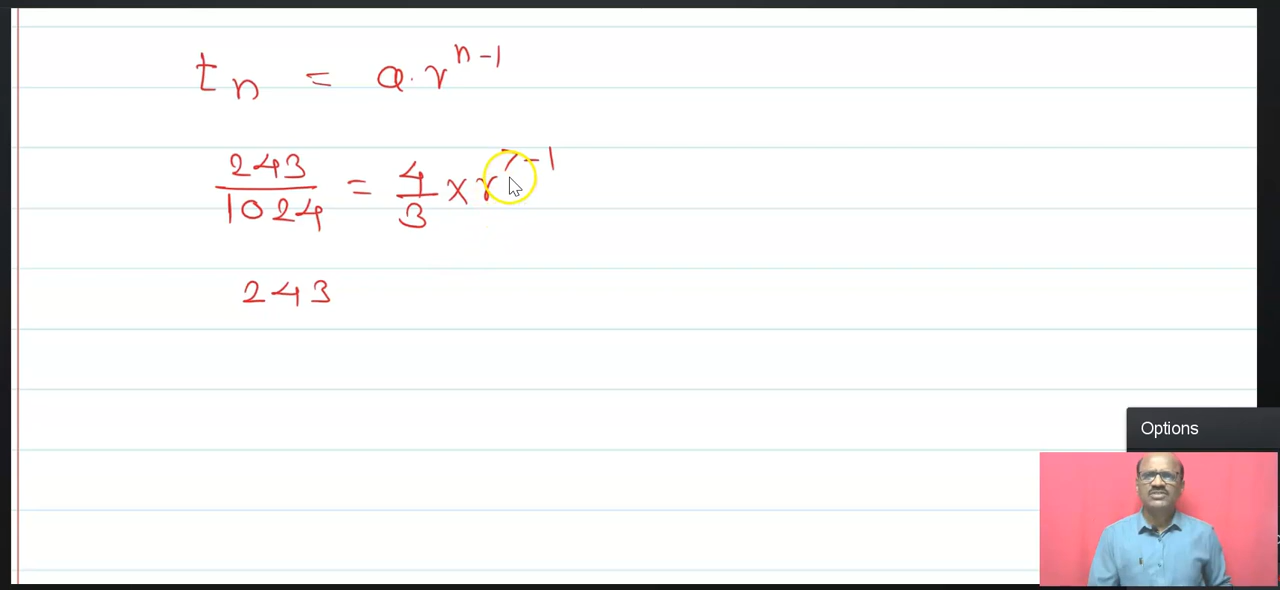 tn = a.r^n-1
243/1024 = 4/3 × r^7-1
243
Options